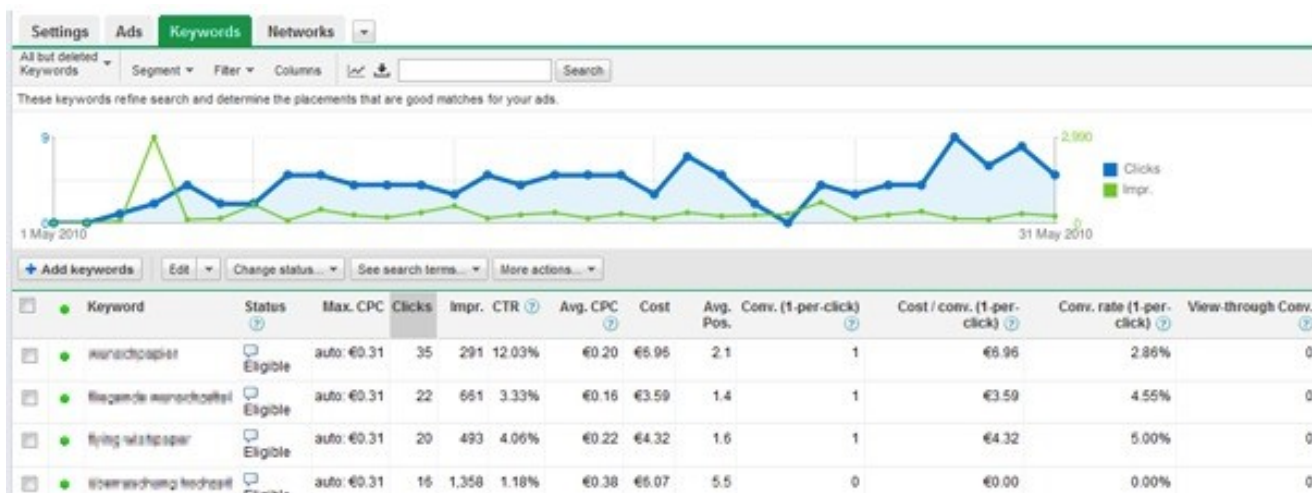 Settings Ads Keywords Networks
All but deleted
Keywords Segment Filter Columns Search
These keywords refine search and determine the placements that are good matches for your ads.
9 2,990
Clicks
Impr.
0 0
1 May 2010 31 May 2010
+ Add keywords Edit Change status... See search terms... More actions...
Keyword Status Max. CPC Clicks Impr. CTR ? Avg. CPC Cost Avg. Conv. (1-per-click) Cost / conv. (1-per- Conv. rate (1-per- View-through Conv.
? ? Pos. ? click) ? click) ? ?
auto: €0.31 35 291 12.03% €0.20 €6.96 2.1 1 €6.96 2.86% 0
Eligible
auto: €0.31 22 661 3.33% €0.16 €3.59 1.4 1 €3.59 4.55% 0
Eligible
auto: €0.31 20 493 4.06% €0.22 €4.32 1.6 1 €4.32 5.00% 0
Eligible
auto: €0.31 16 1,358 1.18% €0.38 €6.07 5.5 0 €0.00 0.00% 0
Eligible